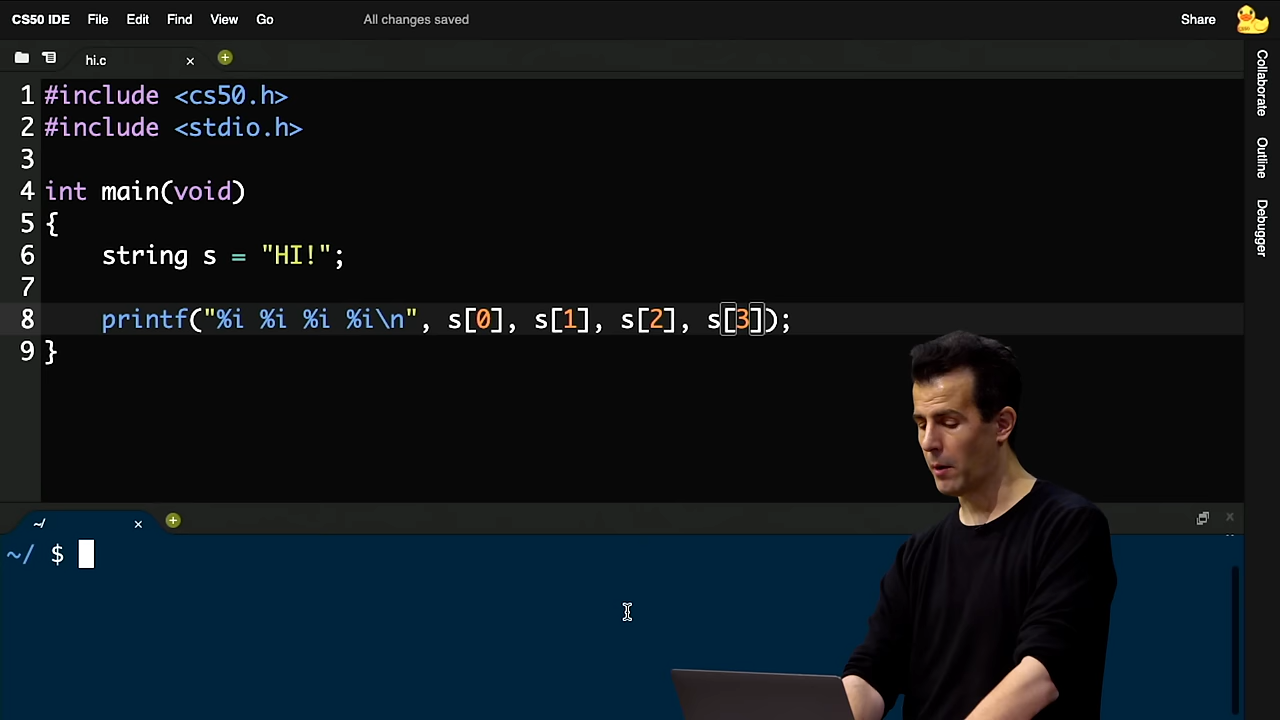 CS50 IDE File Edit Find View Go All changes saved Share
hi.c
1 #include <cs50.h>
2 #include <stdio.h>
3
4 int main(void)
5 {
6 string s = "HI!";
7
8 printf("%i %i %i %i\n", s[0], s[1], s[2], s[3]);
9 }
~/
~/ $
Collaborate
Outline
Debugger